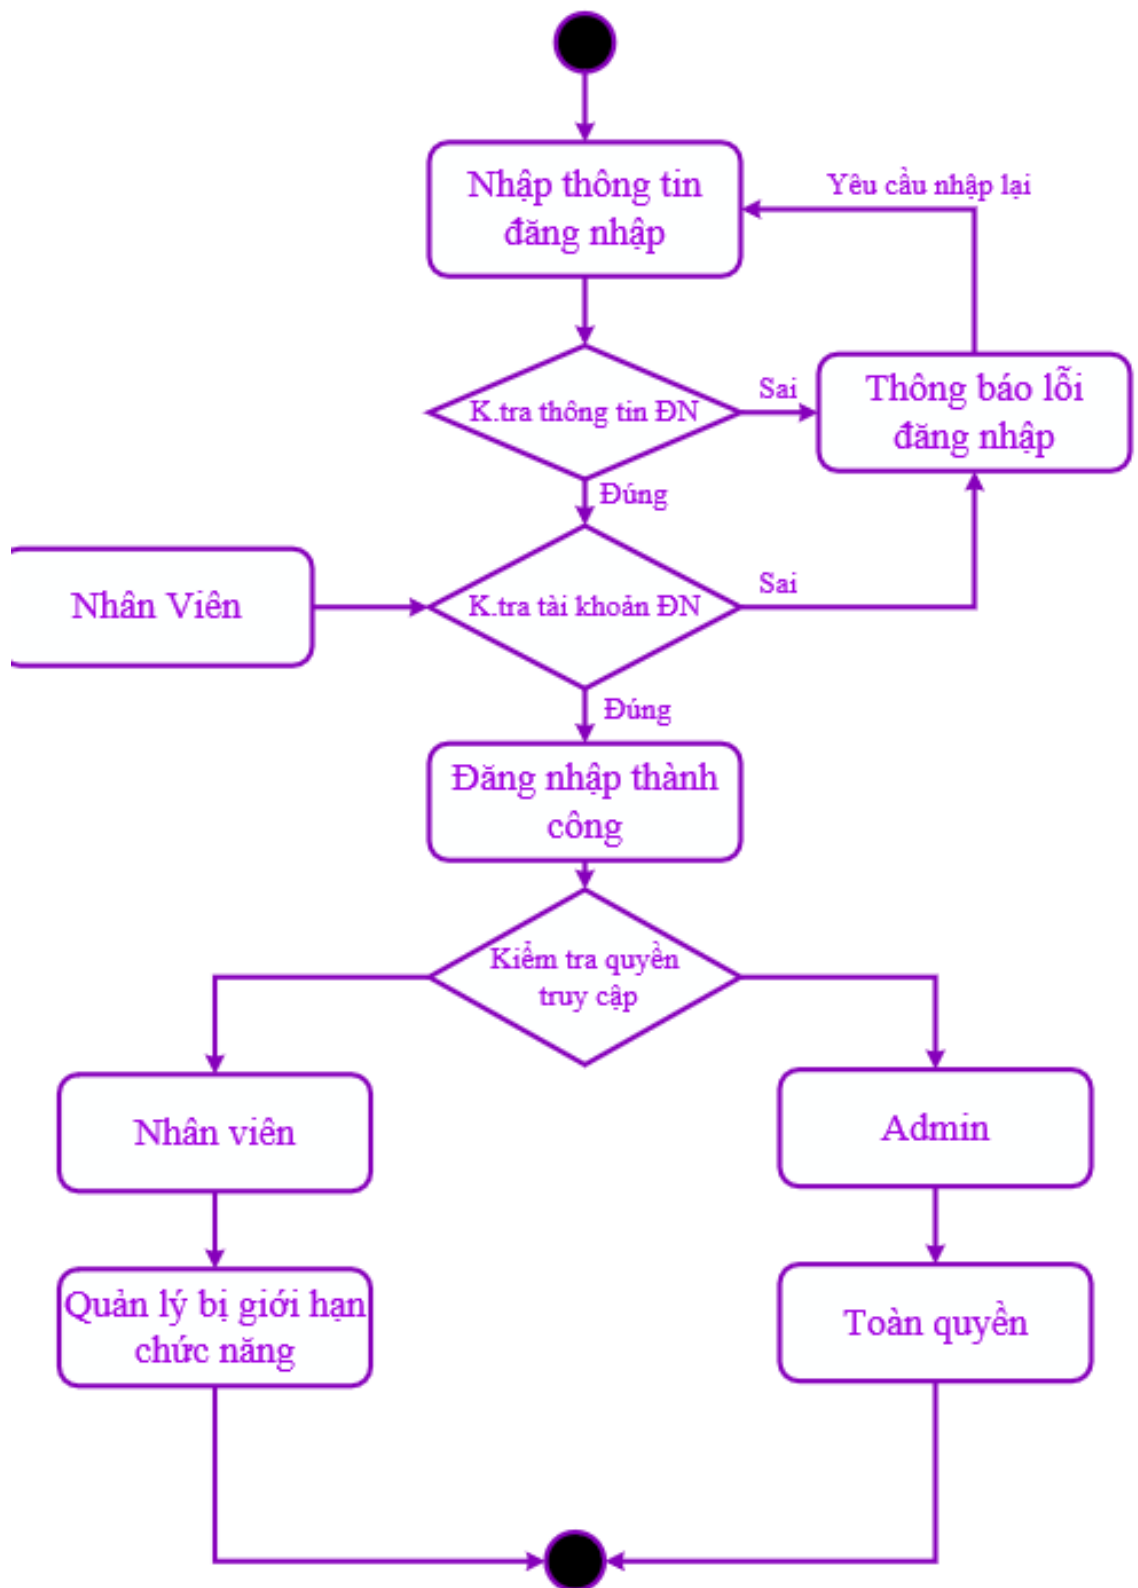 Nhập thông tin
đăng nhập
Yêu cầu nhập lại
K.tra thông tin ĐN
Sai
Thông báo lỗi
đăng nhập
Đúng
Nhân Viên
K.tra tài khoản ĐN
Sai
Đúng
Đăng nhập thành
công
Kiểm tra quyền
truy cập
Nhân viên
Admin
Quản lý bị giới hạn
chức năng
Toàn quyền